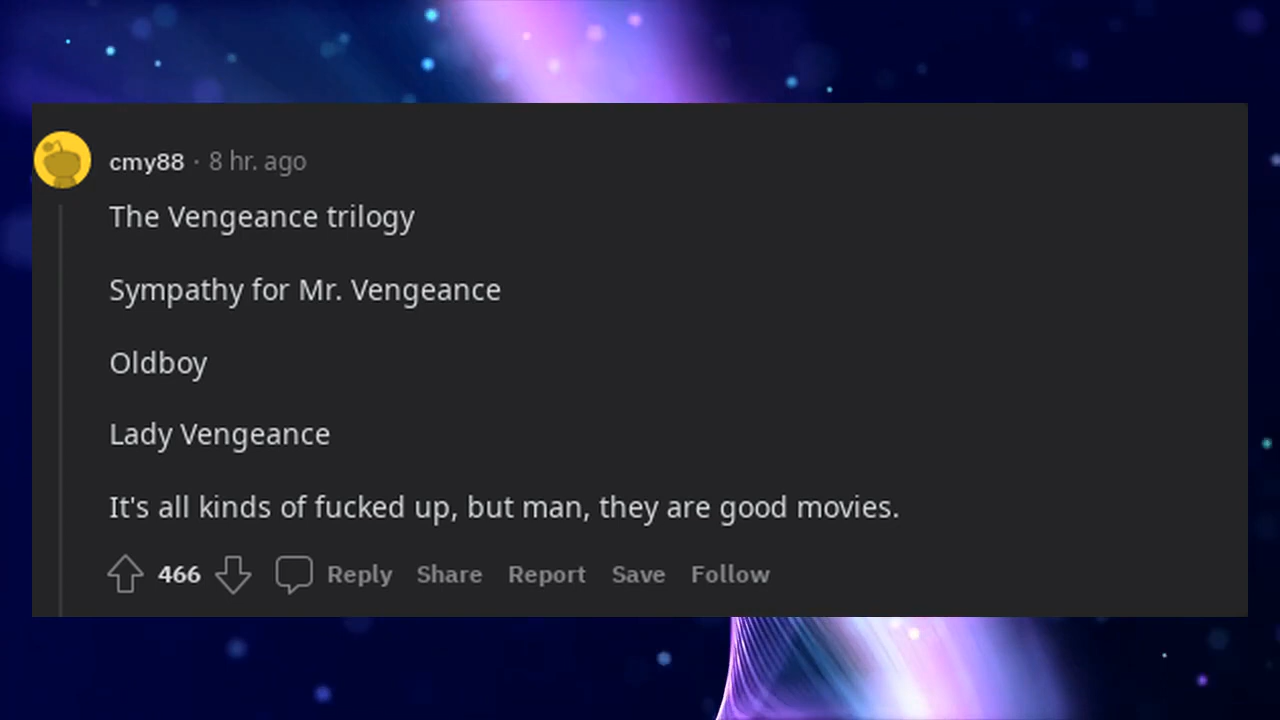 cmy88 · 8 hr. ago
The Vengeance trilogy
Sympathy for Mr. Vengeance
Oldboy
Lady Vengeance
It's all kinds of fucked up, but man, they are good movies.
466 Reply Share Report Save Follow